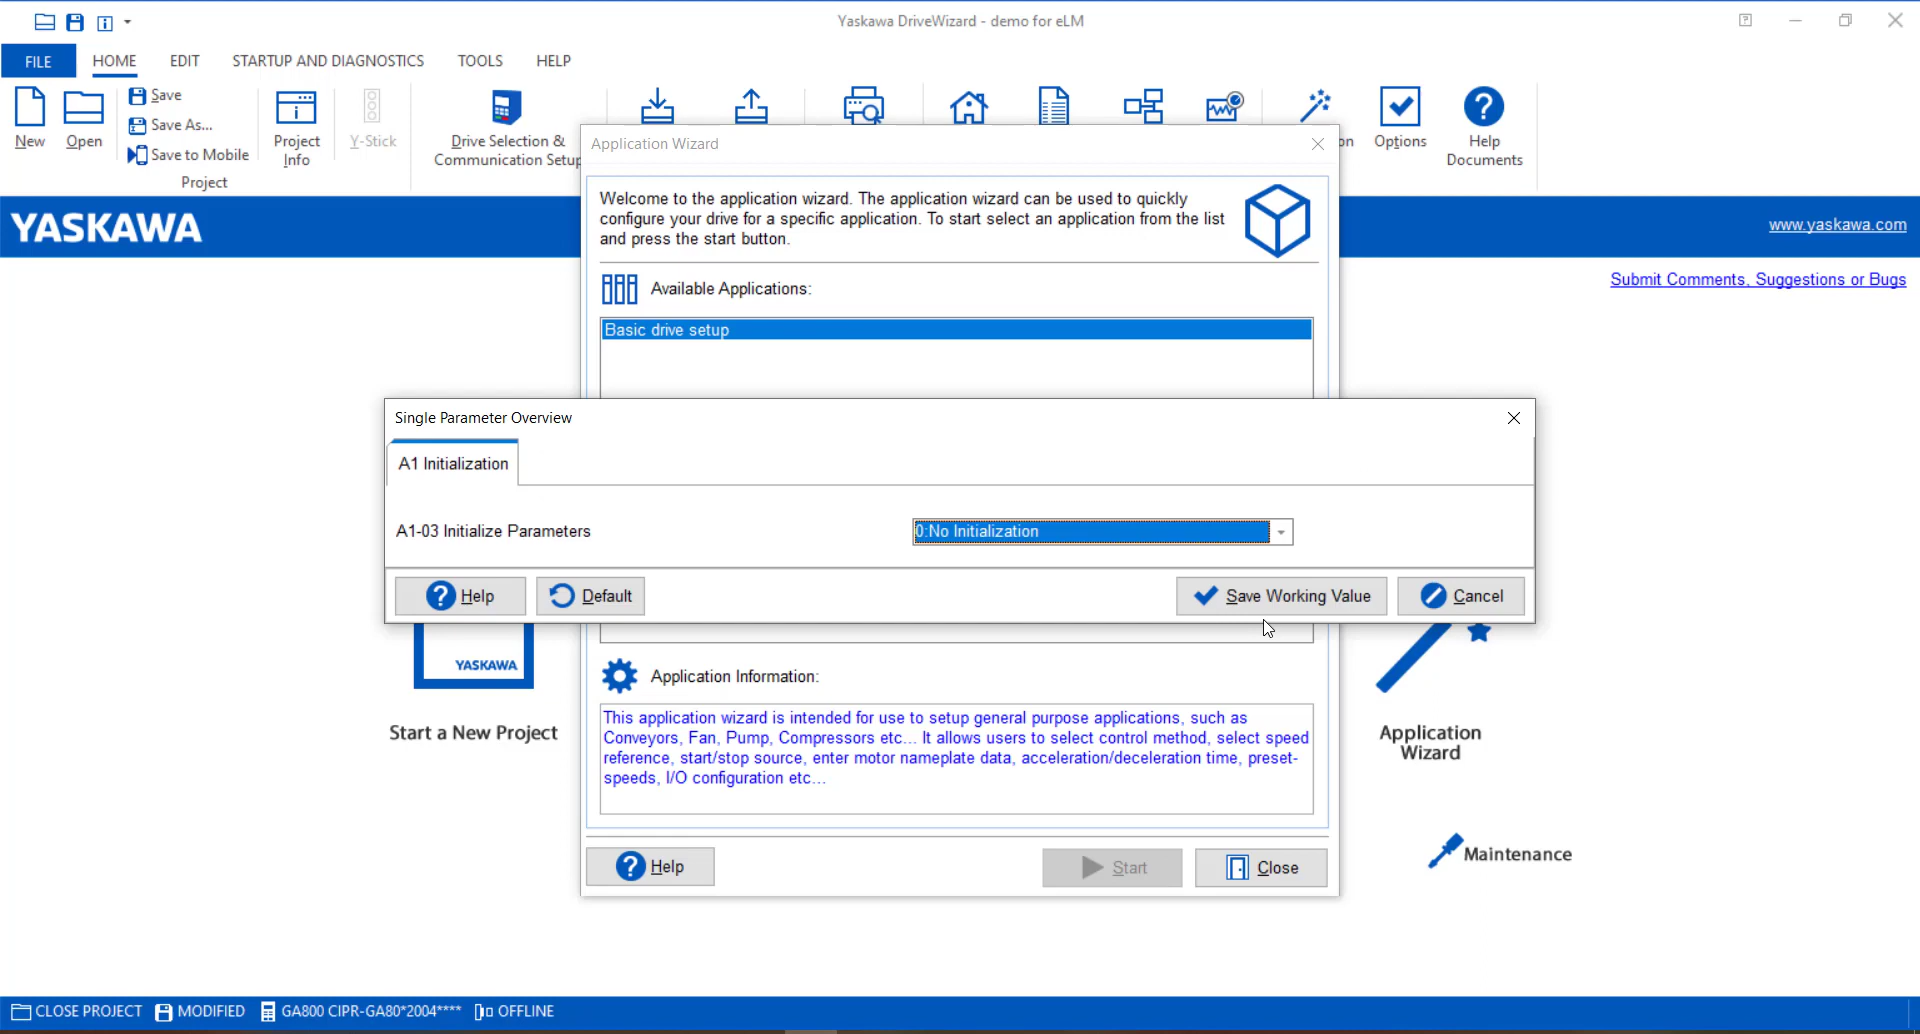 Yaskawa DriveWizard - demo for eLM
FILE
HOME
EDIT
STARTUP AND DIAGNOSTICS
TOOLS
HELP
New
Open
Save
Save As...
Save to Mobile
Project
Project
Info
Y-Stick
Drive Selection &
Communication Setup
on
Options
Help
Documents
YASKAWA
www.yaskawa.com
Submit Comments, Suggestions or Bugs
Application Wizard
Welcome to the application wizard. The application wizard can be used to quickly
configure your drive for a specific application. To start select an application from the list
and press the start button.
Available Applications:
Basic drive setup
Single Parameter Overview
A1 Initialization
A1-03 Initialize Parameters
0:No Initialization
Help
Default
Save Working Value
Cancel
YASKAWA
Start a New Project
Application Information:
This application wizard is intended for use to setup general purpose applications, such as
Conveyors, Fan, Pump, Compressors etc... It allows users to select control method, select speed
reference, start/stop source, enter motor nameplate data, acceleration/deceleration time, preset-
speeds, I/O configuration etc...
Application
Wizard
Maintenance
Help
Start
Close
CLOSE PROJECT
MODIFIED
GA800 CIPR-GA80*2004****
OFFLINE